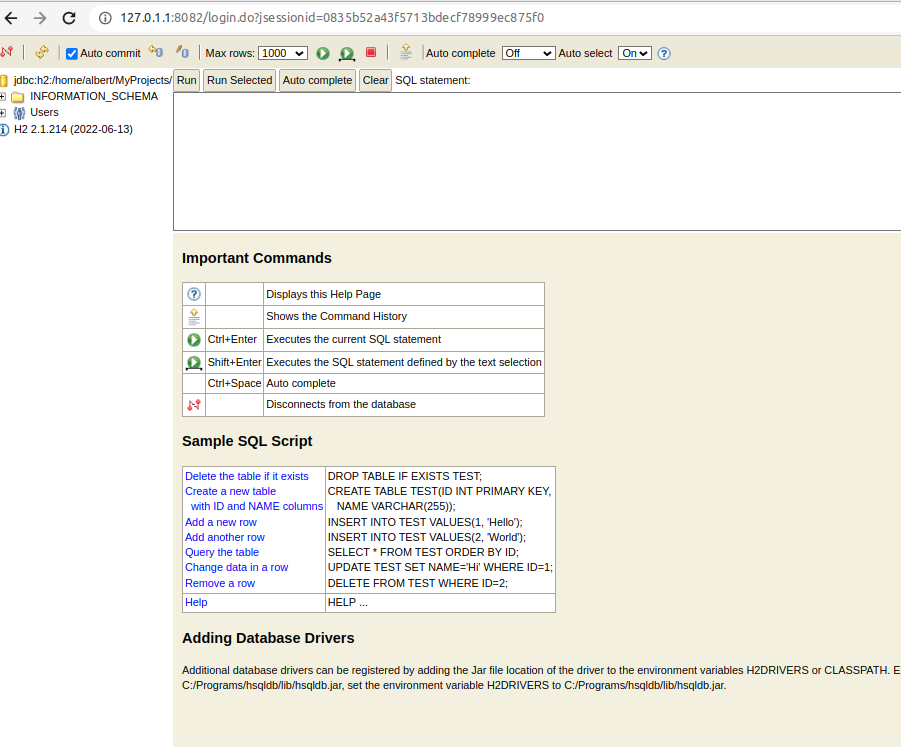 127.0.1.1:8082/login.do?jsessionid=0835b52a43f5713bdecf78999ec875f0
Auto commit Max rows: 1000 Auto complete Off Auto select On
jdbc:h2:/home/albert/MyProjects/
INFORMATION_SCHEMA
Users
H2 2.1.214 (2022-06-13)
Run Run Selected Auto complete Clear SQL statement:
Important Commands
Displays this Help Page
Shows the Command History
Ctrl+Enter Executes the current SQL statement
Shift+Enter Executes the SQL statement defined by the text selection
Ctrl+Space Auto complete
Disconnects from the database
Sample SQL Script
Delete the table if it exists DROP TABLE IF EXISTS TEST;
Create a new table CREATE TABLE TEST(ID INT PRIMARY KEY,
with ID and NAME columns NAME VARCHAR(255));
Add a new row INSERT INTO TEST VALUES(1, 'Hello');
Add another row INSERT INTO TEST VALUES(2, 'World');
Query the table SELECT * FROM TEST ORDER BY ID;
Change data in a row UPDATE TEST SET NAME='Hi' WHERE ID=1;
Remove a row DELETE FROM TEST WHERE ID=2;
Help HELP ...
Adding Database Drivers
Additional database drivers can be registered by adding the Jar file location of the driver to the environment variables H2DRIVERS or CLASSPATH. E
C:/Programs/hsqldb/lib/hsqldb.jar, set the environment variable H2DRIVERS to C:/Programs/hsqldb/lib/hsqldb.jar.